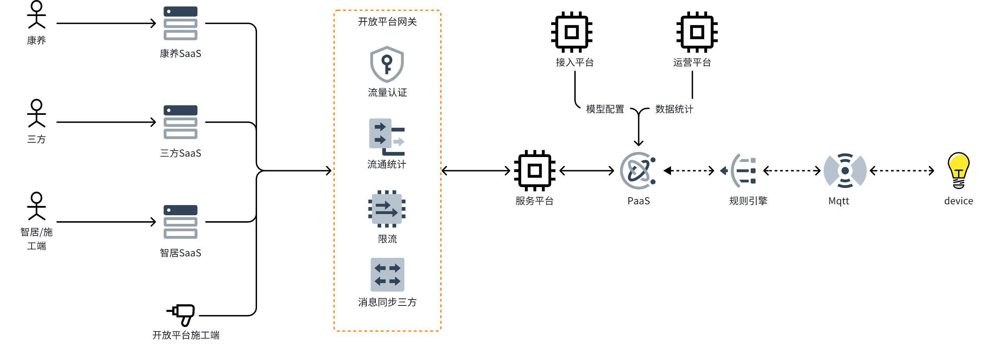 康养
康养SaaS
三方
三方SaaS
智居/施
工端
智居SaaS
开放平台施工端
开放平台网关
流量认证
流通统计
限流
消息同步三方
接入平台
运营平台
模型配置
数据统计
服务平台
PaaS
规则引擎
Mqtt
device